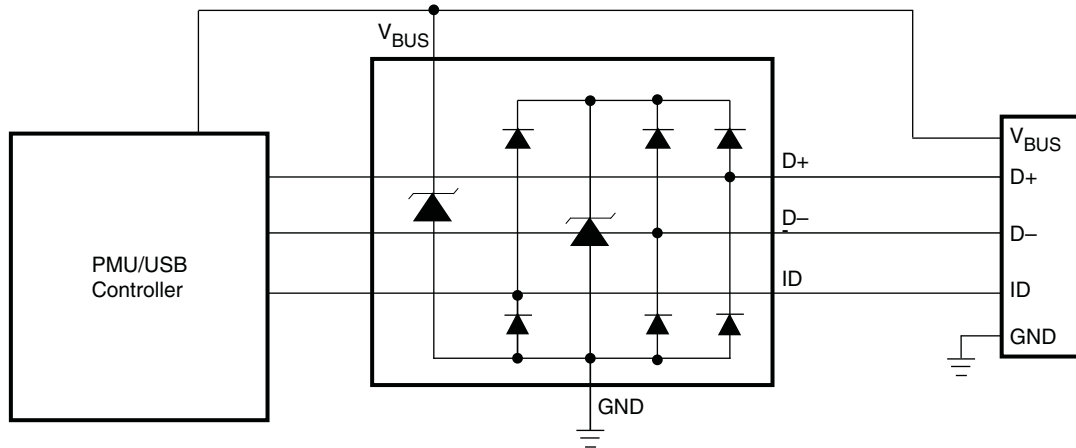 VBUS
VBUS
D+
D+
D–
D–
PMU/USB
Controller
ID
ID
GND
GND